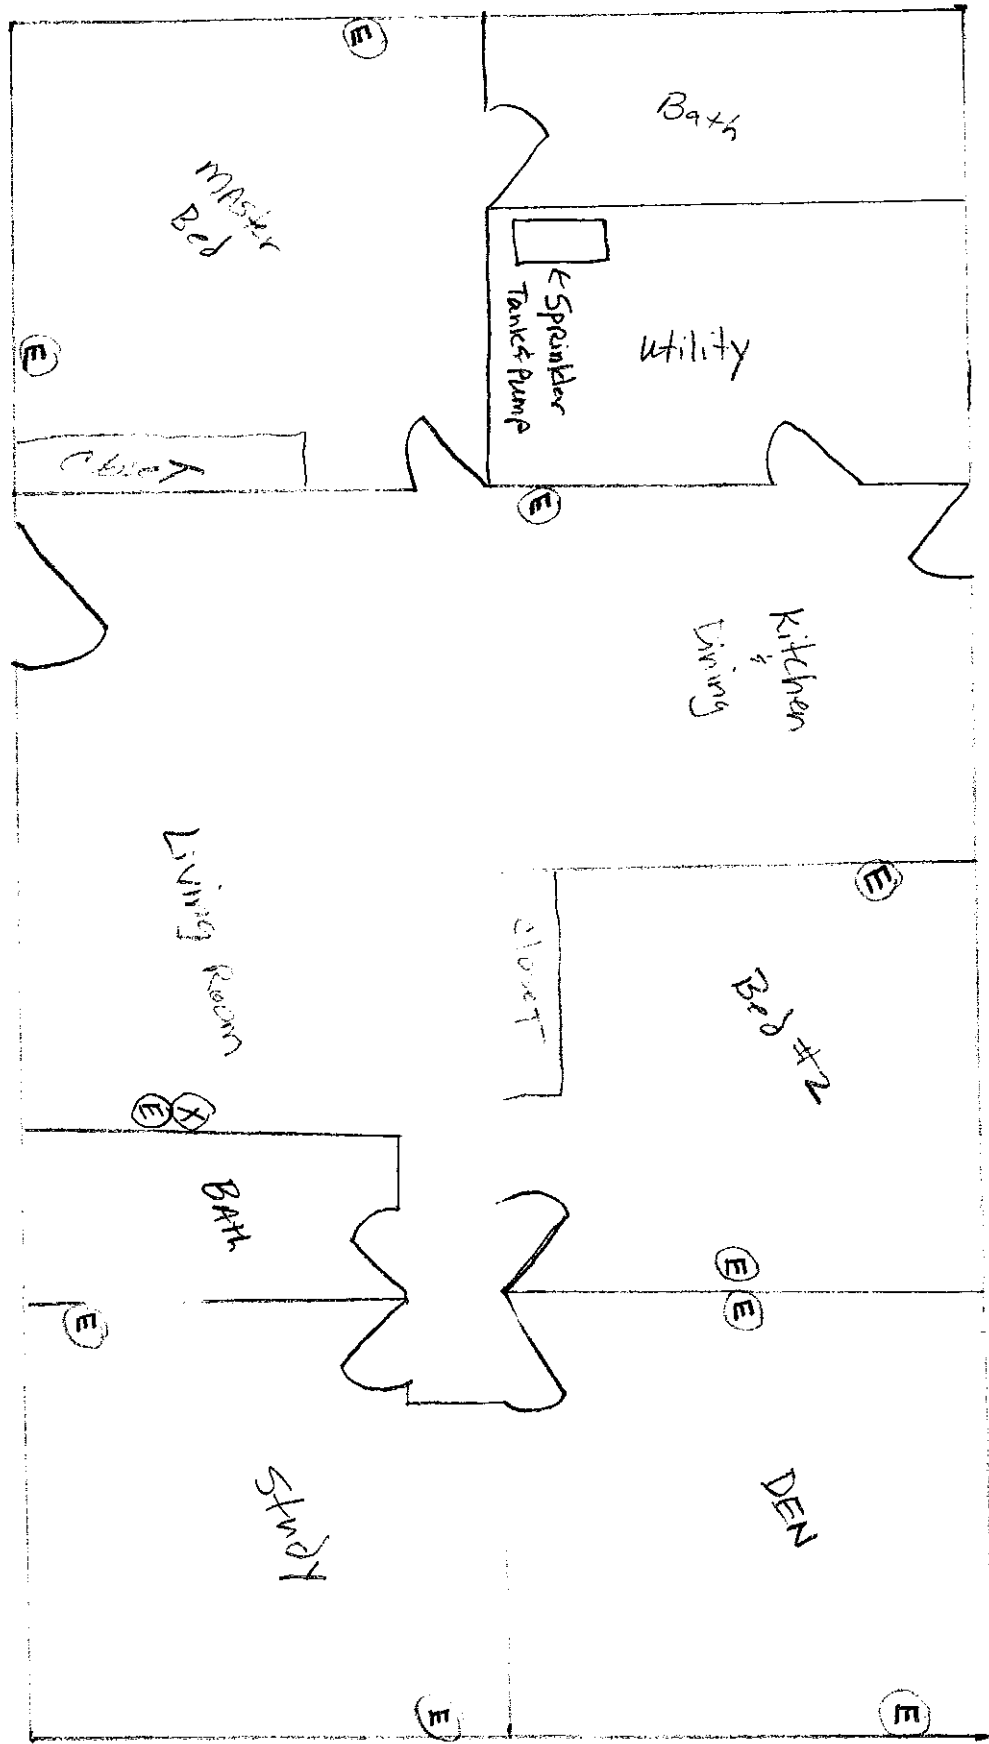 E
Bath
Master
Bed
← Sprinkler
Tank & Pump
Utility
E
Closet
E
Kitchen
&
Dining
Living Room
E
Closet
Bed #2
E X
BATH
E
E
E
Study
DEN
E
E